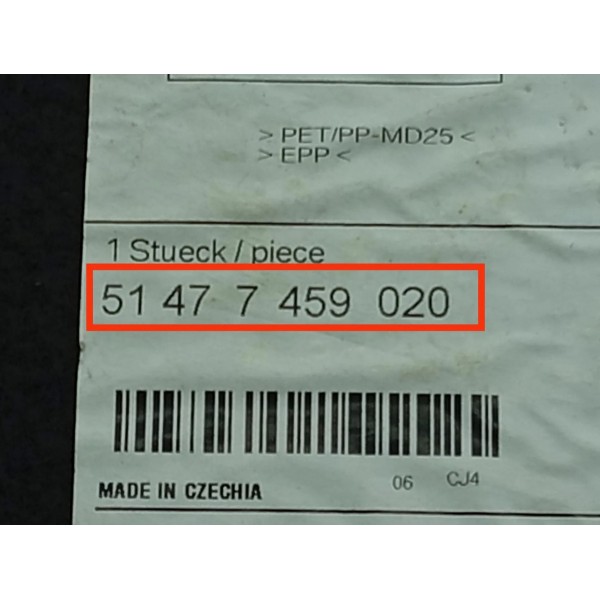 > PET/PP-MD25 <
> EPP <
1 Stueck / piece
51 47 7 459 020
MADE IN CZECHIA
06 CJ4